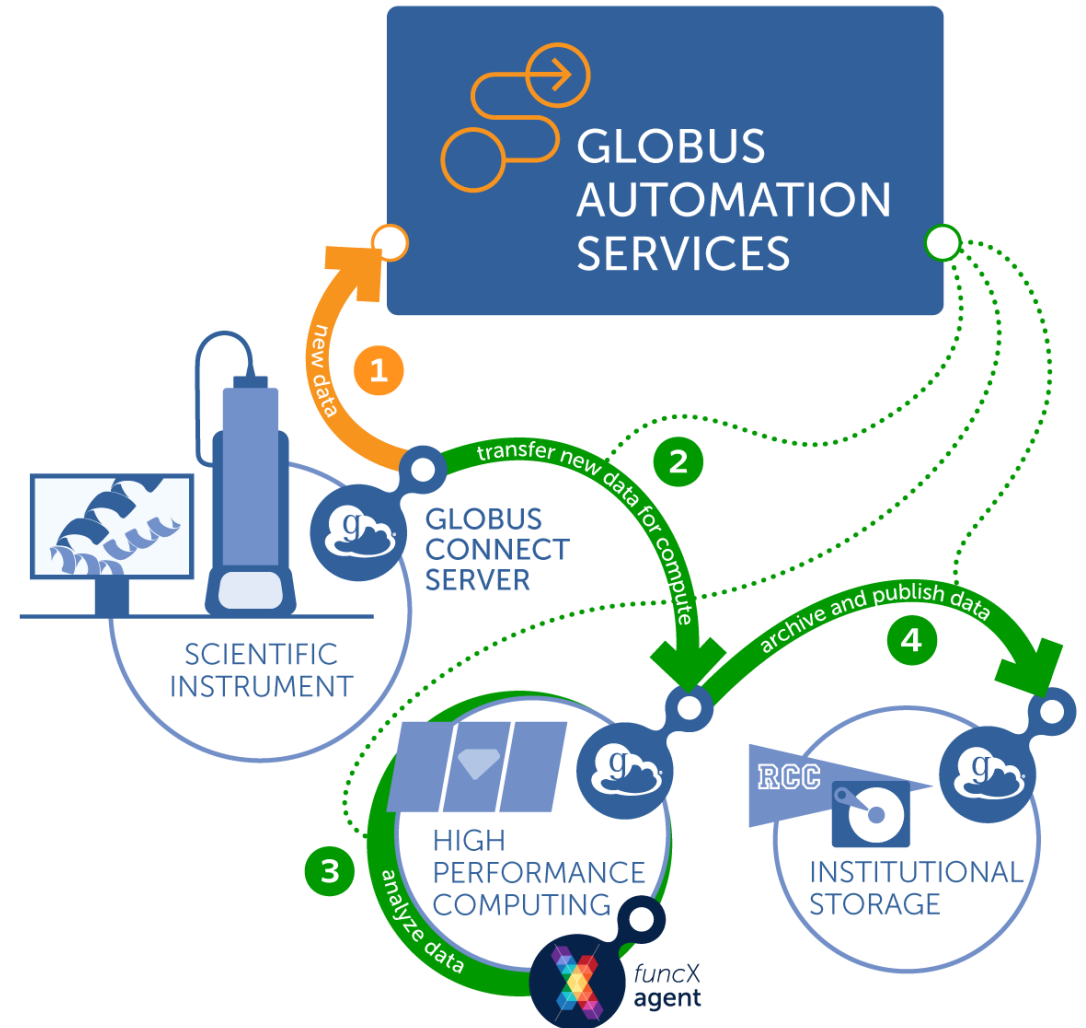 GLOBUS
AUTOMATION
SERVICES
new data
1
transfer new data for compute
2
g
GLOBUS
CONNECT
SERVER
SCIENTIFIC
INSTRUMENT
archive and publish data
4
g
HIGH
PERFORMANCE
COMPUTING
3
analyze data
funcX
agent
RCC
g
INSTITUTIONAL
STORAGE